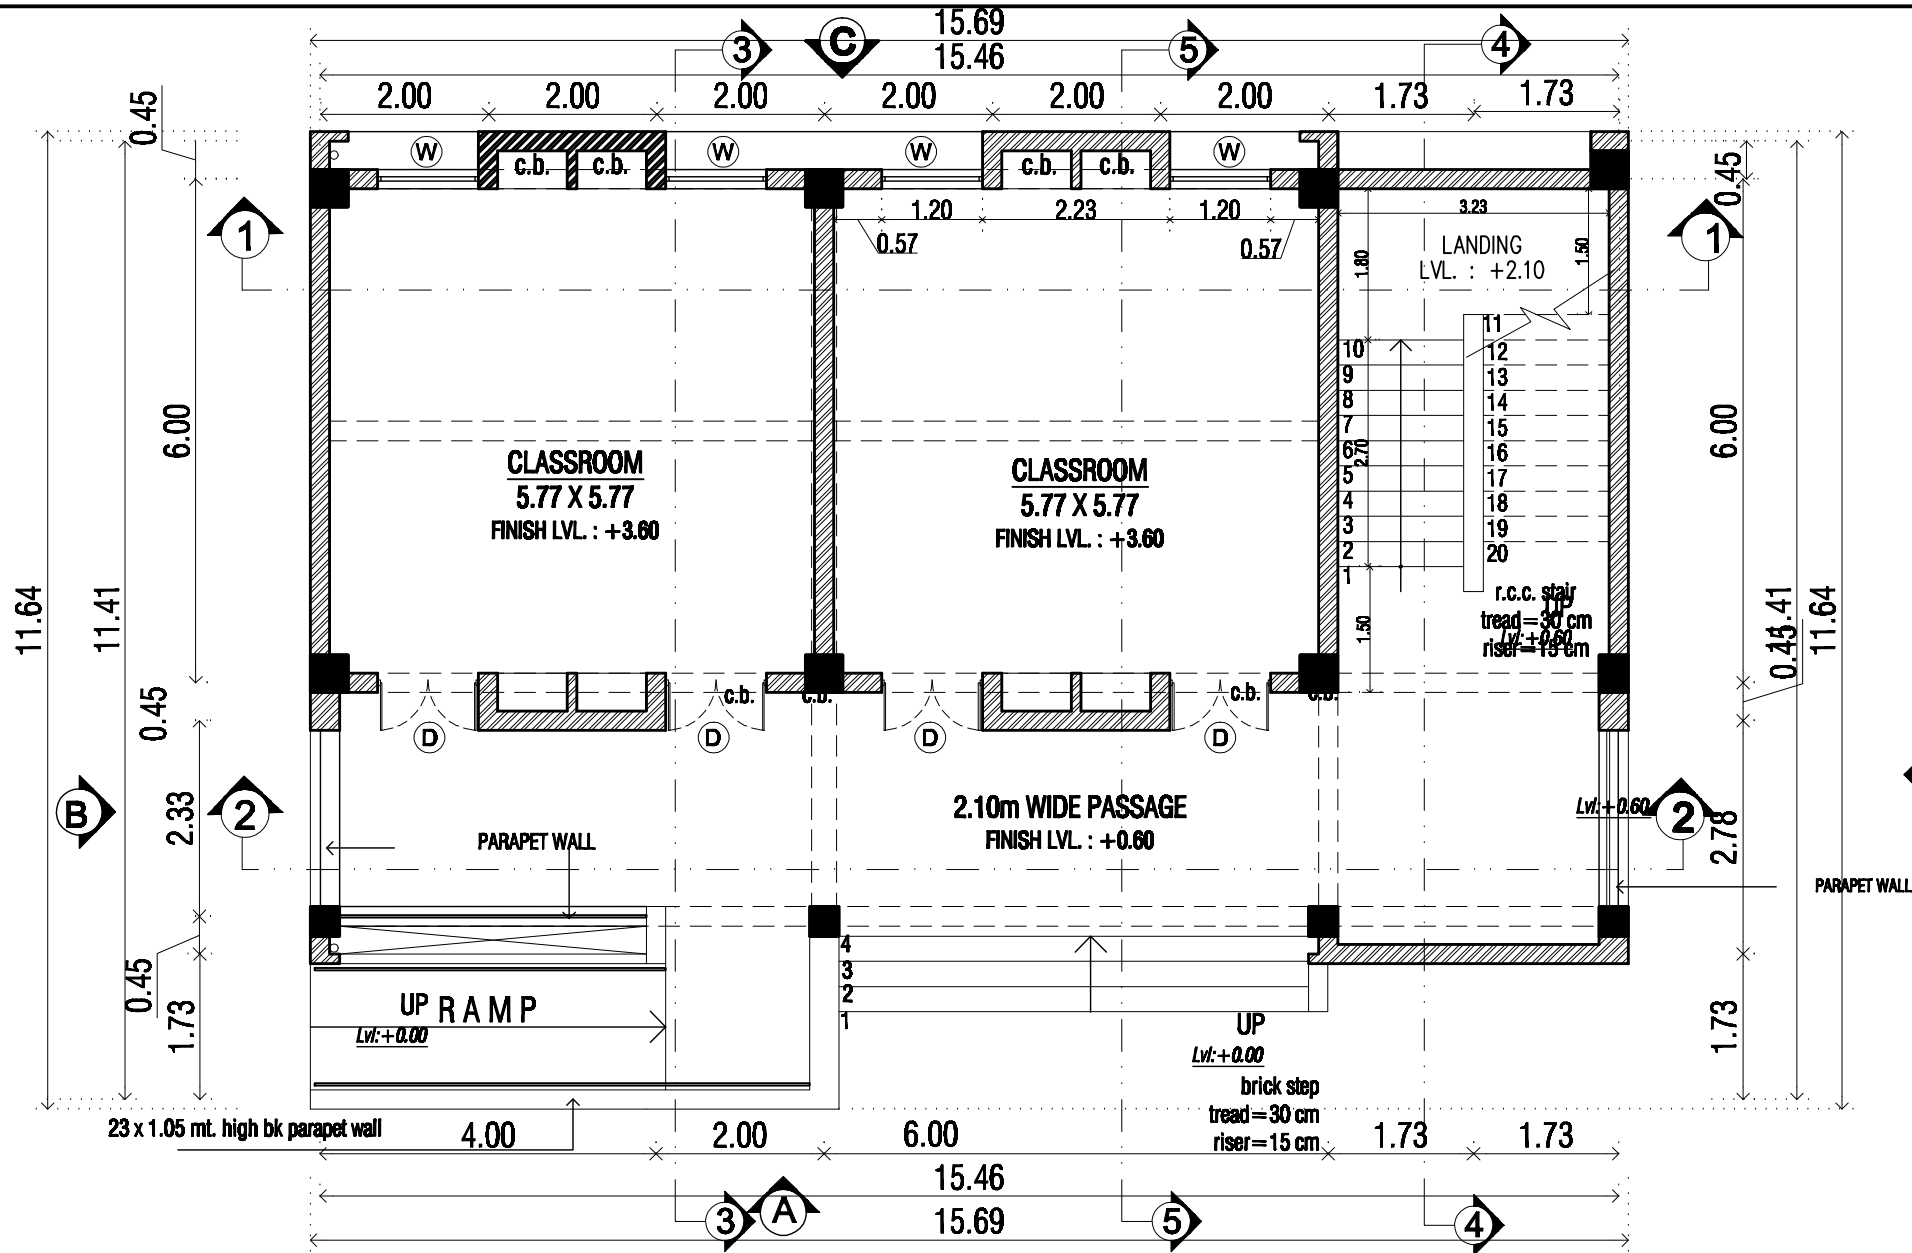 15.69
3
C
5
4
15.46
2.00 2.00 2.00 2.00 2.00 2.00 1.73 1.73
0.45
W W W W
c.b. c.b. c.b. c.b.
0.45
1 1.20 2.23 1.20 3.23 1
0.57 0.57
LANDING
LVL. : +2.10
1.80
1.50
11
10 12
9 13
8 14
7 15
6 16
5 17
4 18
3 19
2 20
1
2.70
6.00
6.00
CLASSROOM
5.77 X 5.77
FINISH LVL. : +3.60
CLASSROOM
5.77 X 5.77
FINISH LVL. : +3.60
11.64
11.41
11.41
11.64
r.c.c. stair
UP
tread=30 cm
Lvl:+0.60
riser=15 cm
1.50
0.45
0.45
c.b. c.b. c.b. c.b.
D D D D
B
2
2.33
2.10m WIDE PASSAGE
FINISH LVL. : +0.60
Lvl:+0.60
2
2.78
PARAPET WALL
PARAPET WALL
4
3
2
1
0.45
1.73
UP RAMP
Lvl:+0.00
UP
Lvl:+0.00
1.73
brick step
tread=30 cm
riser=15 cm
23 x 1.05 mt. high bk parapet wall
4.00 2.00 6.00 1.73 1.73
15.46
3
A
5
4
15.69